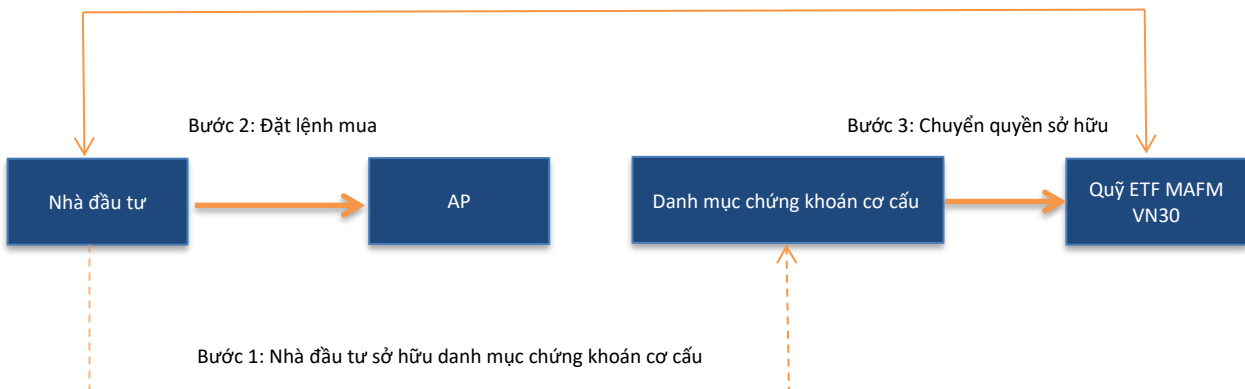 Bước 2: Đặt lệnh mua
Bước 3: Chuyển quyền sở hữu
Nhà đầu tư
AP
Danh mục chứng khoán cơ cấu
Quỹ ETF MAFM
VN30
Bước 1: Nhà đầu tư sở hữu danh mục chứng khoán cơ cấu